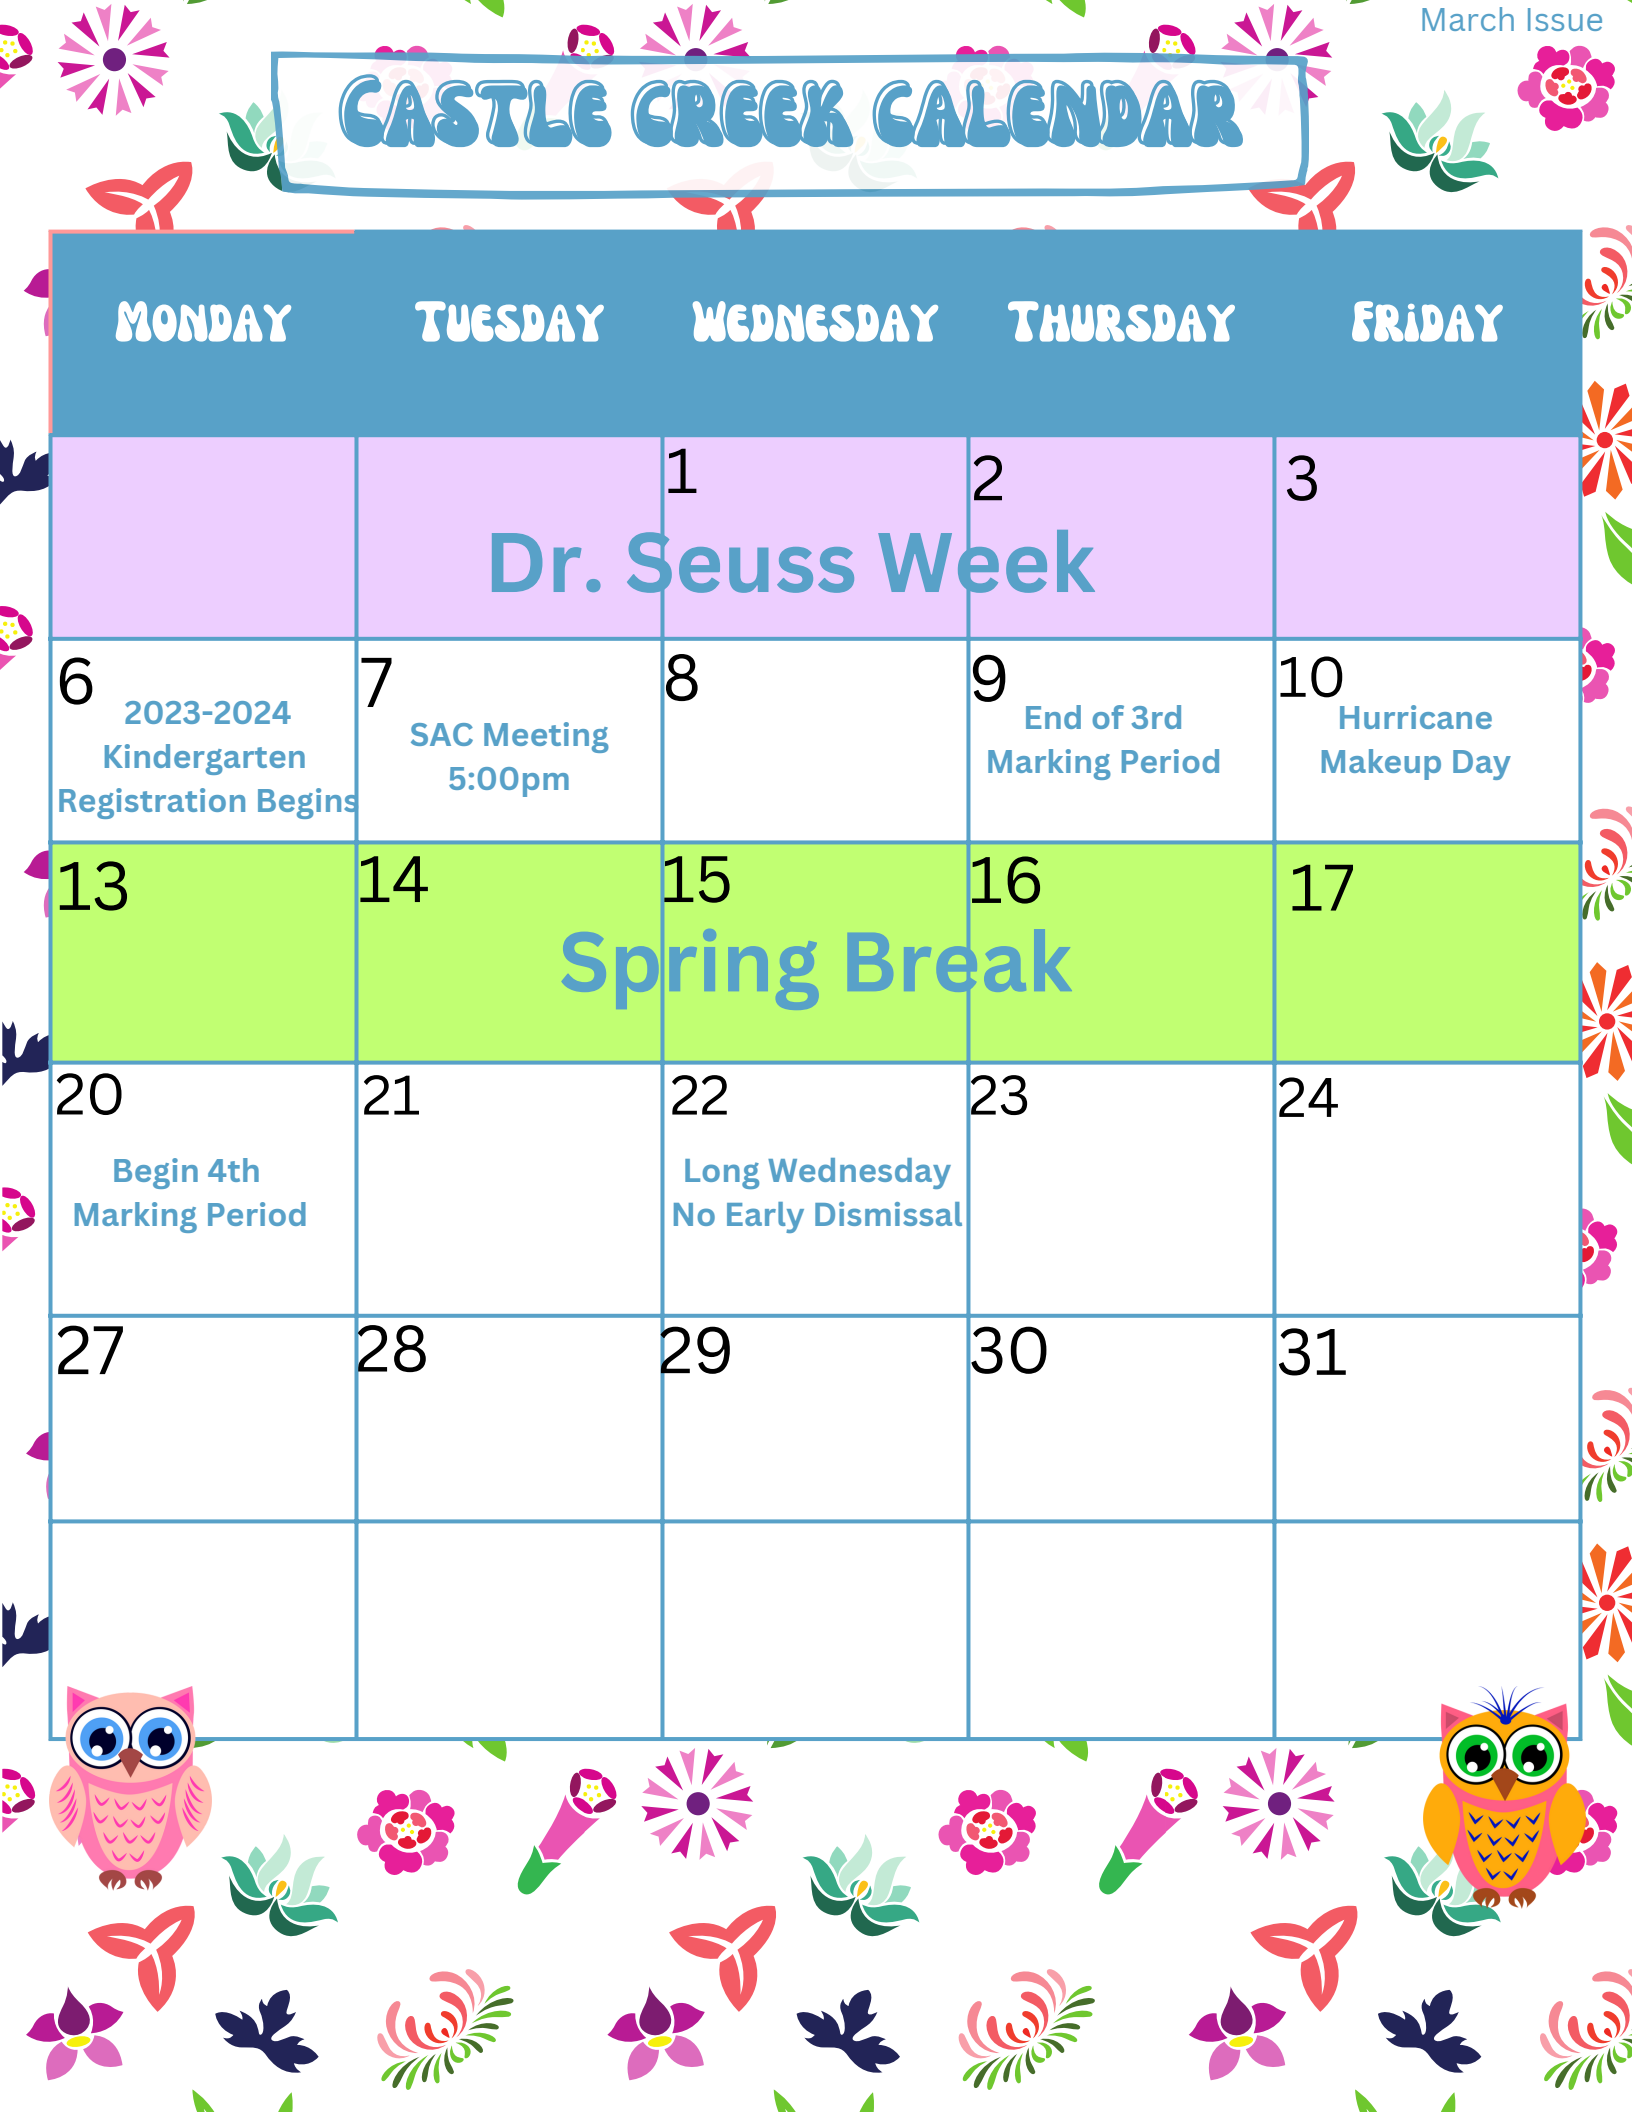 March Issue
CASTLE CREEK CALENDAR
MONDAY TUESDAY WEDNESDAY THURSDAY FRiDAY
1 2 3
Dr. Seuss Week
6 7 8 9 10
2023-2024
Kindergarten
Registration Begins
SAC Meeting
5:00pm
End of 3rd
Marking Period
Hurricane
Makeup Day
13 14 15 16 17
Spring Break
20 21 22 23 24
Begin 4th
Marking Period
Long Wednesday
No Early Dismissal
27 28 29 30 31